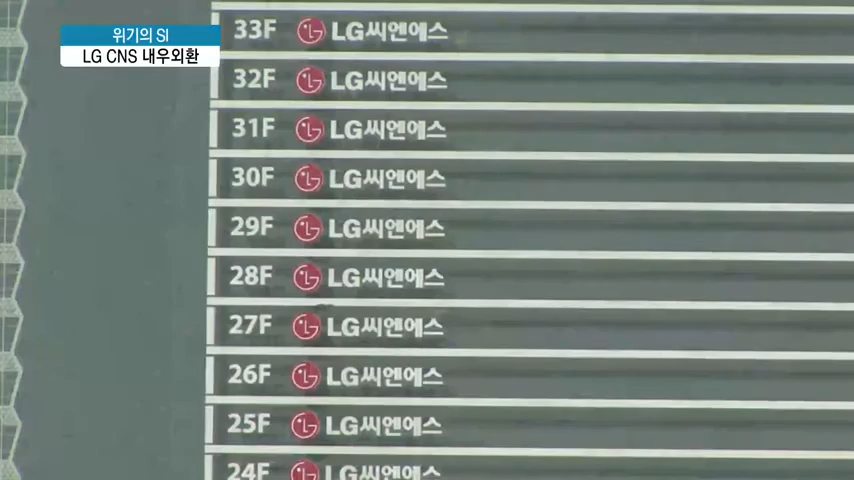 위기의 SI
LG CNS 내우외환
33F LG씨엔에스
32F LG씨엔에스
31F LG씨엔에스
30F LG씨엔에스
29F LG씨엔에스
28F LG씨엔에스
27F LG씨엔에스
26F LG씨엔에스
25F LG씨엔에스
24F LG씨엔에스